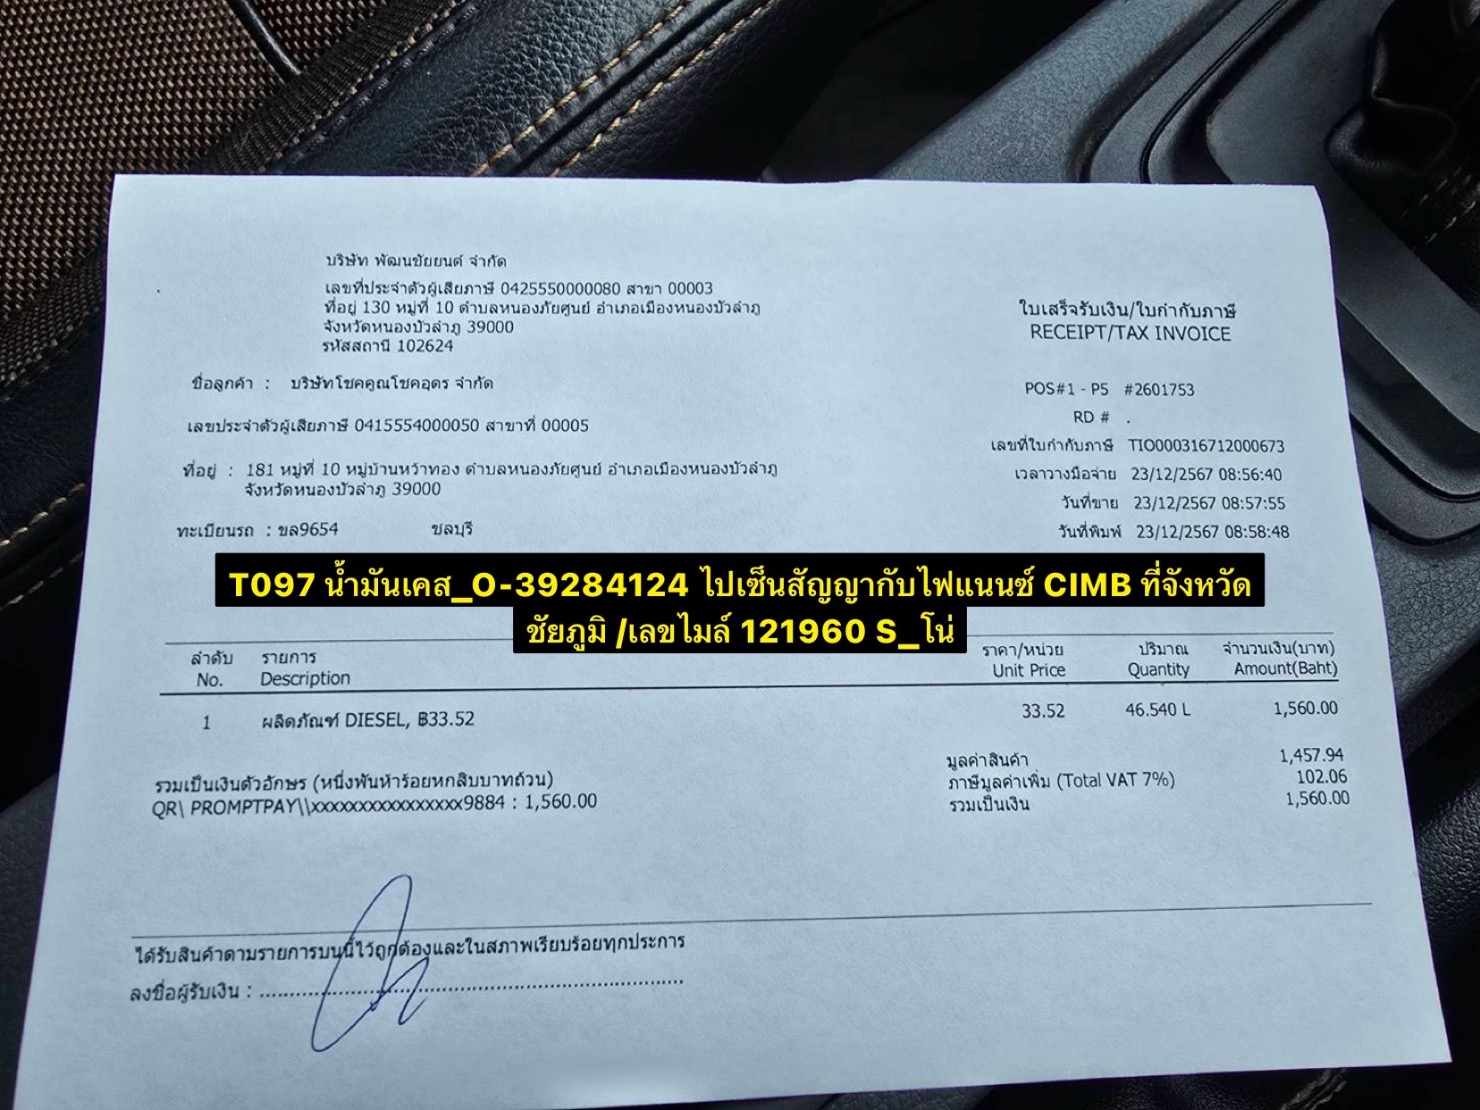 บริษัท พัฒนชัยยนต์ จำกัด
เลขที่ประจำตัวผู้เสียภาษี 0425550000080 สาขา 00003
ที่อยู่ 130 หมู่ที่ 10 ตำบลหนองภัยศูนย์ อำเภอเมืองหนองบัวลำภู
จังหวัดหนองบัวลำภู 39000
รหัสสถานี 102624
ใบเสร็จรับเงิน/ใบกำกับภาษี
RECEIPT/TAX INVOICE
ชื่อลูกค้า : บริษัทโชคคูณโชคอุดร จำกัด
POS#1 - P5 #2601753
RD # .
เลขประจำตัวผู้เสียภาษี 0415554000050 สาขาที่ 00005
เลขที่ใบกำกับภาษี TIO000316712000673
ที่อยู่ : 181 หมู่ที่ 10 หมู่บ้านหว้าทอง ตำบลหนองภัยศูนย์ อำเภอเมืองหนองบัวลำภู
จังหวัดหนองบัวลำภู 39000
เวลาวางมือจ่าย 23/12/2567 08:56:40
วันที่ขาย 23/12/2567 08:57:55
ทะเบียนรถ : ขล9654 ชลบุรี
วันที่พิมพ์ 23/12/2567 08:58:48
T097 น้ำมันเคส_O-39284124 ไปเซ็นสัญญากับไฟแนนซ์ CIMB ที่จังหวัด
ชัยภูมิ /เลขไมล์ 121960 S_โน่
ลำดับ รายการ ราคา/หน่วย ปริมาณ จำนวนเงิน(บาท)
No. Description Unit Price Quantity Amount(Baht)
1 ผลิตภัณฑ์ DIESEL, ฿33.52 33.52 46.540 L 1,560.00
มูลค่าสินค้า 1,457.94
ภาษีมูลค่าเพิ่ม (Total VAT 7%) 102.06
รวมเป็นเงิน 1,560.00
รวมเป็นเงินตัวอักษร (หนึ่งพันห้าร้อยหกสิบบาทถ้วน)
QR\ PROMPTPAY\\xxxxxxxxxxxxxxxx9884 : 1,560.00
ได้รับสินค้าตามรายการบนนี้ไว้ถูกต้องและในสภาพเรียบร้อยทุกประการ
ลงชื่อผู้รับเงิน : ................................................................